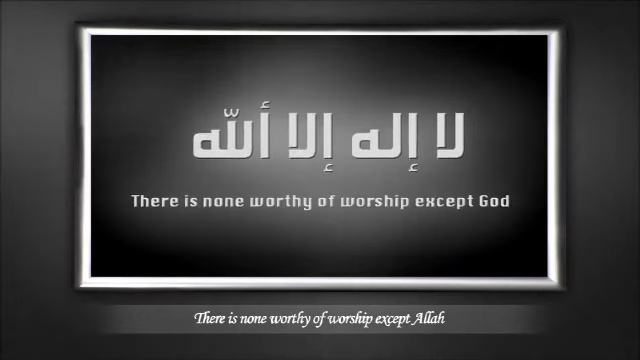 لا إله إلا ألله
There is none worthy of worship except God
There is none worthy of worship except Allah